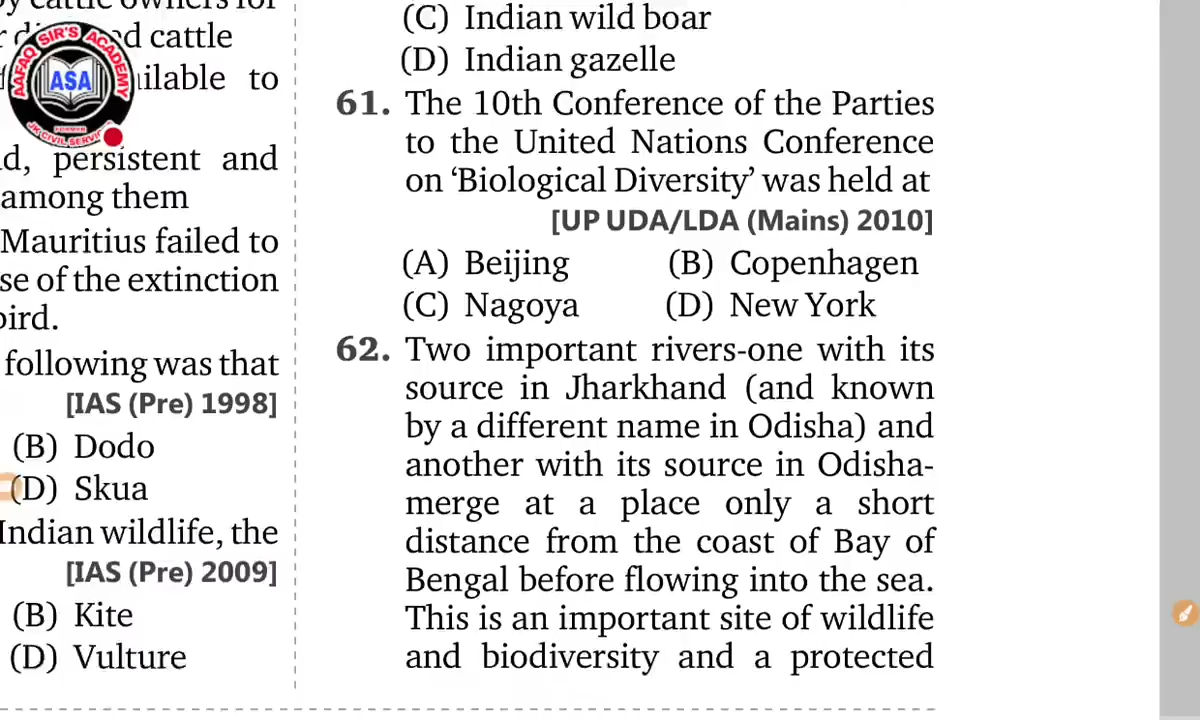 by cattle owners for
d cattle
ilable to
persistent and
among them
Mauritius failed to
se of the extinction
bird.
following was that
[IAS (Pre) 1998]
(B) Dodo
(D) Skua
Indian wildlife, the
[IAS (Pre) 2009]
(B) Kite
(D) Vulture
AAFAQ SIR'S ACADEMY
ASA
FORMER
JK CIVIL SERVI
(C) Indian wild boar
(D) Indian gazelle
61. The 10th Conference of the Parties
to the United Nations Conference
on ‘Biological Diversity’ was held at
[UP UDA/LDA (Mains) 2010]
(A) Beijing (B) Copenhagen
(C) Nagoya (D) New York
62. Two important rivers-one with its
source in Jharkhand (and known
by a different name in Odisha) and
another with its source in Odisha-
merge at a place only a short
distance from the coast of Bay of
Bengal before flowing into the sea.
This is an important site of wildlife
and biodiversity and a protected